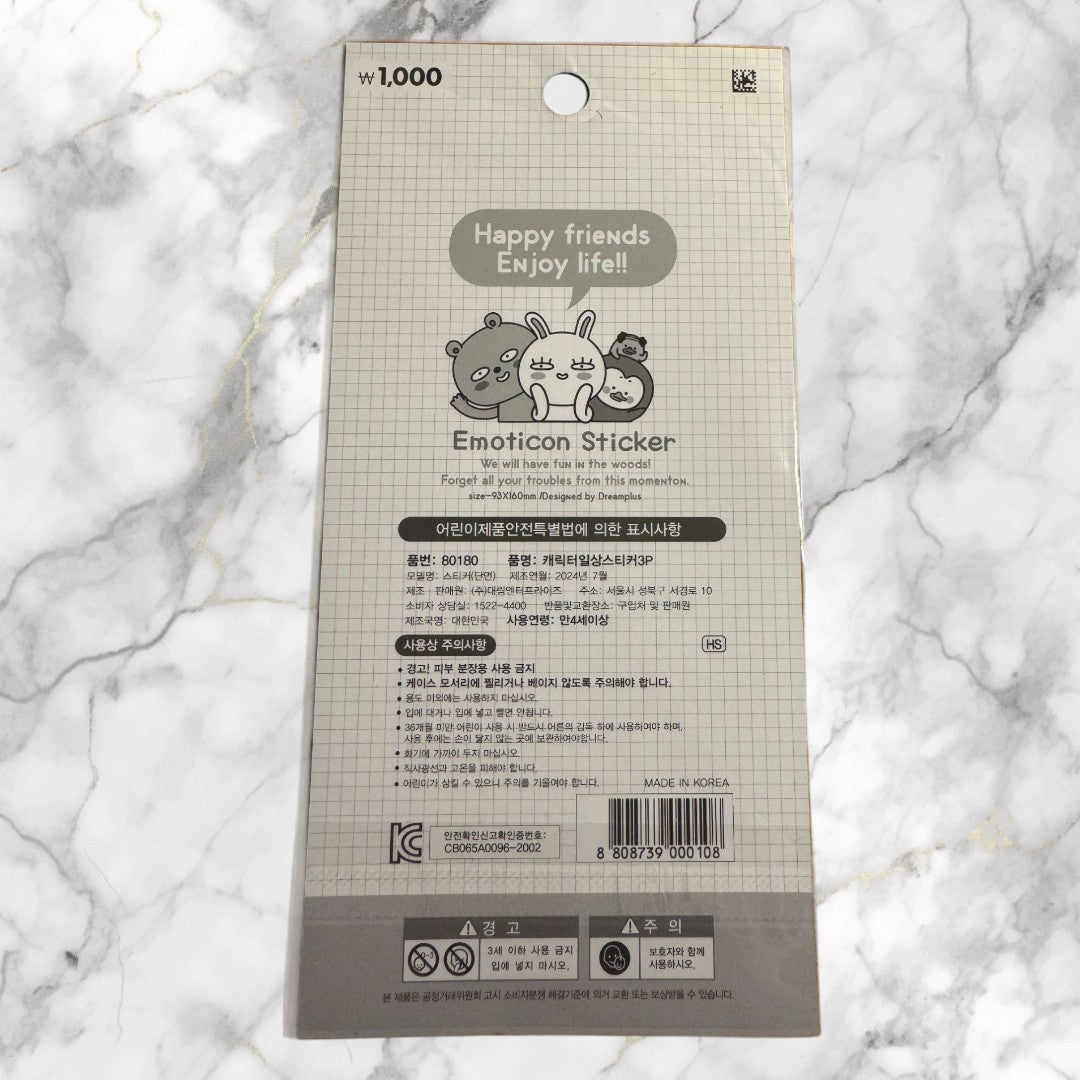 ₩1,000
Happy friends
Enjoy life!!
Emoticon Sticker
We will have fun in the woods!
Forget all your troubles from this momenton.
size-93X160mm /Designed by Dreamplus
어린이제품안전특별법에 의한 표시사항
품번: 80180 품명: 캐릭터일상스티커3P
모델명: 스티커(단면) 제조연월: 2024년 7월
제조·판매원: (주)대림엔터프라이즈 주소: 서울시 성북구 서경로 10
소비자 상담실: 1522-4400 반품및교환장소: 구입처 및 판매원
제조국명: 대한민국 사용연령: 만4세이상
사용상 주의사항
HS
• 경고! 피부 분장용 사용 금지
• 케이스 모서리에 찔리거나 베이지 않도록 주의해야 합니다.
• 용도 이외에는 사용하지 마십시오.
• 입에 대거나 입에 넣고 빨면 안됩니다.
• 36개월 미만 어린이 사용 시 반드시 어른의 감독 하에 사용하여야 하며,
사용 후에는 손이 닿지 않는 곳에 보관하여야합니다.
• 화기에 가까이 두지 마십시오.
• 직사광선과 고온을 피해야 합니다.
• 어린이가 삼킬 수 있으니 주의를 기울여야 합니다.
MADE IN KOREA
KC
안전확인신고확인증번호:
CB065A0096-2002
8 808739 000108
경 고
0-3
3세 이하 사용 금지
입에 넣지 마시오.
주 의
보호자와 함께
사용하시오.
본 제품은 공정거래위원회 고시 소비자분쟁 해결기준에 의거 교환 또는 보상받을 수 있습니다.